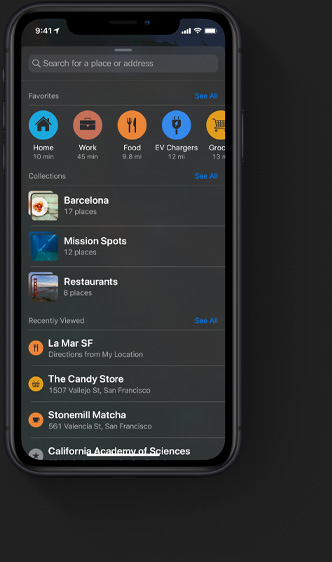 9:41
Search for a place or address
Favorites See All
Home Work Food EV Chargers Groc
10 min 45 min 9.8 mi 12 mi 13 m
Collections See All
Barcelona
17 places
Mission Spots
12 places
Restaurants
8 places
Recently Viewed See All
La Mar SF
Directions from My Location
The Candy Store
1507 Vallejo St, San Francisco
Stonemill Matcha
561 Valencia St, San Francisco
California Academy of Sciences